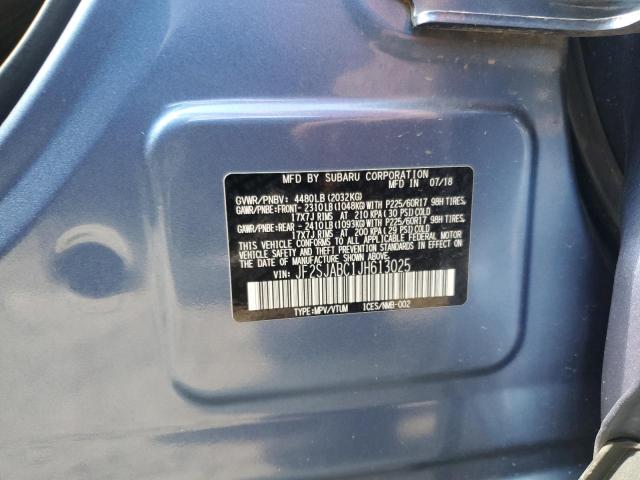 MFD BY SUBARU CORPORATION
MFD IN 07/18
GVWR/PNBV: 4480LB(2032KG)
GAWR/PNBE:FRONT- 2310LB(1048KG)WITH P225/60R17 98H TIRES,
17X7J RIMS AT 210 KPA(30 PSI)COLD
GAWR/PNBE:REAR - 2410LB(1093KG)WITH P225/60R17 98H TIRES,
17X7J RIMS AT 200 KPA(29 PSI)COLD
THIS VEHICLE CONFORMS TO ALL APPLICABLE FEDERAL MOTOR
VEHICLE SAFETY, BUMPER, AND THEFT PREVENTION STANDARDS
IN EFFECT ON THE DATE OF MANUFACTURE SHOWN ABOVE.
VIN: JF2SJABC1JH613025
TYPE:MPV/VTUM ICES/NMB-002